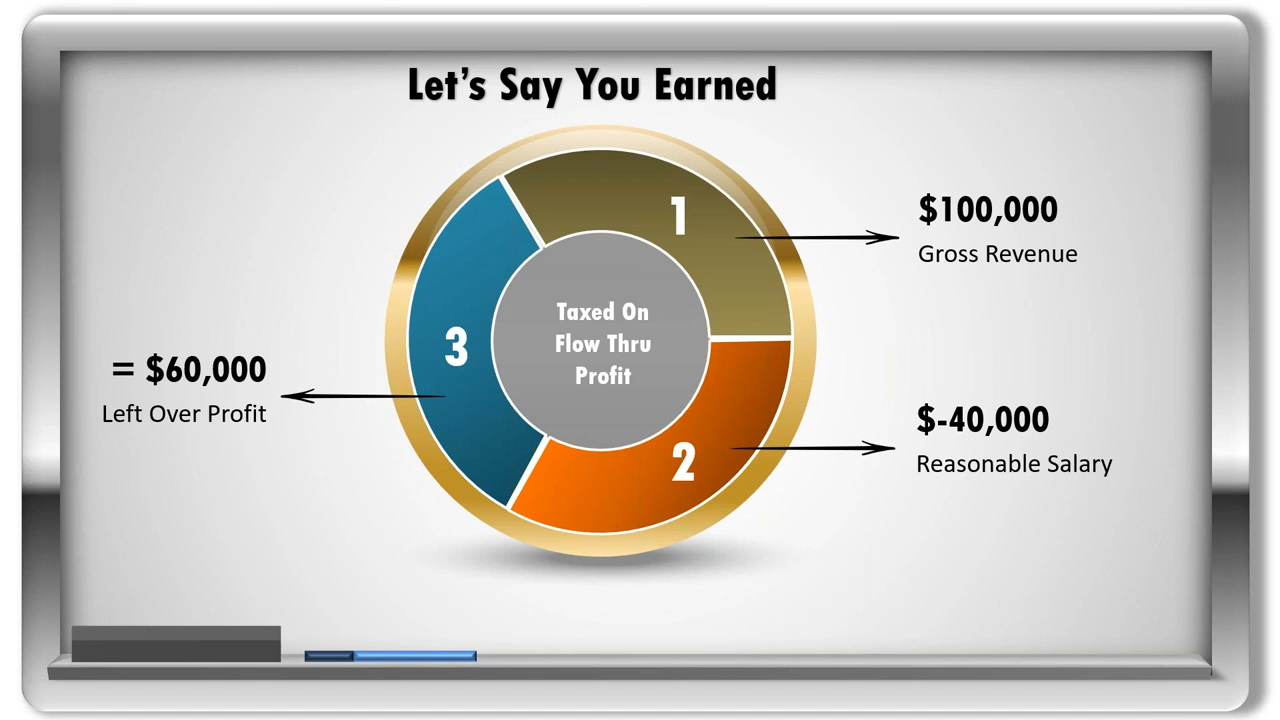 Let's Say You Earned
1
$100,000
Gross Revenue
Taxed On
Flow Thru
Profit
3
= $60,000
Left Over Profit
2
$-40,000
Reasonable Salary